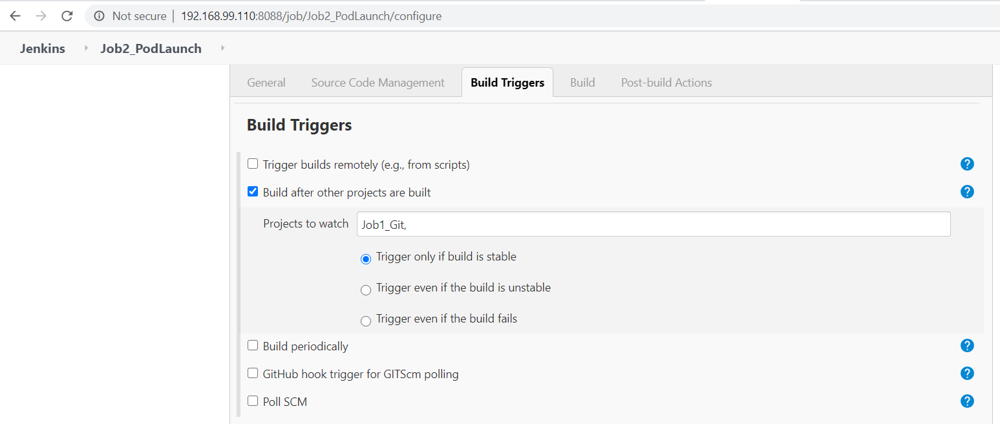 Not secure | 192.168.99.110:8088/job/Job2_PodLaunch/configure
Jenkins Job2_PodLaunch
General Source Code Management Build Triggers Build Post-build Actions
Build Triggers
Trigger builds remotely (e.g., from scripts) ?
Build after other projects are built ?
Projects to watch Job1_Git,
Trigger only if build is stable
Trigger even if the build is unstable
Trigger even if the build fails
Build periodically ?
GitHub hook trigger for GITScm polling ?
Poll SCM ?